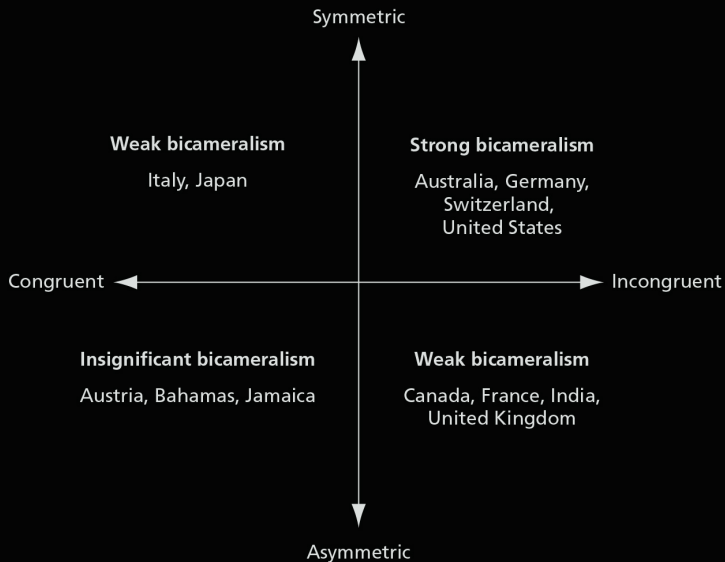 Symmetric
Weak bicameralism
Italy, Japan
Strong bicameralism
Australia, Germany,
Switzerland,
United States
Congruent
Incongruent
Insignificant bicameralism
Austria, Bahamas, Jamaica
Weak bicameralism
Canada, France, India,
United Kingdom
Asymmetric